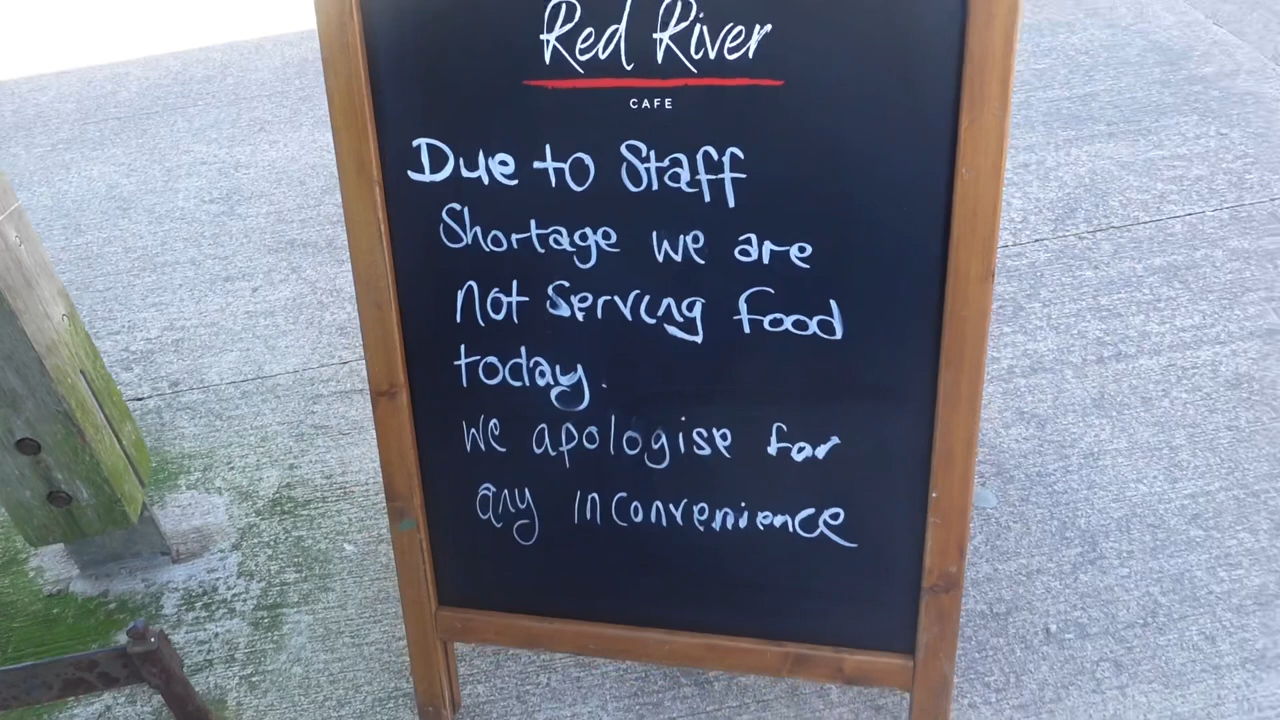 Red River
CAFE
Due to Staff
Shortage we are
not serving food
today.
we apologise for
any inconvenience